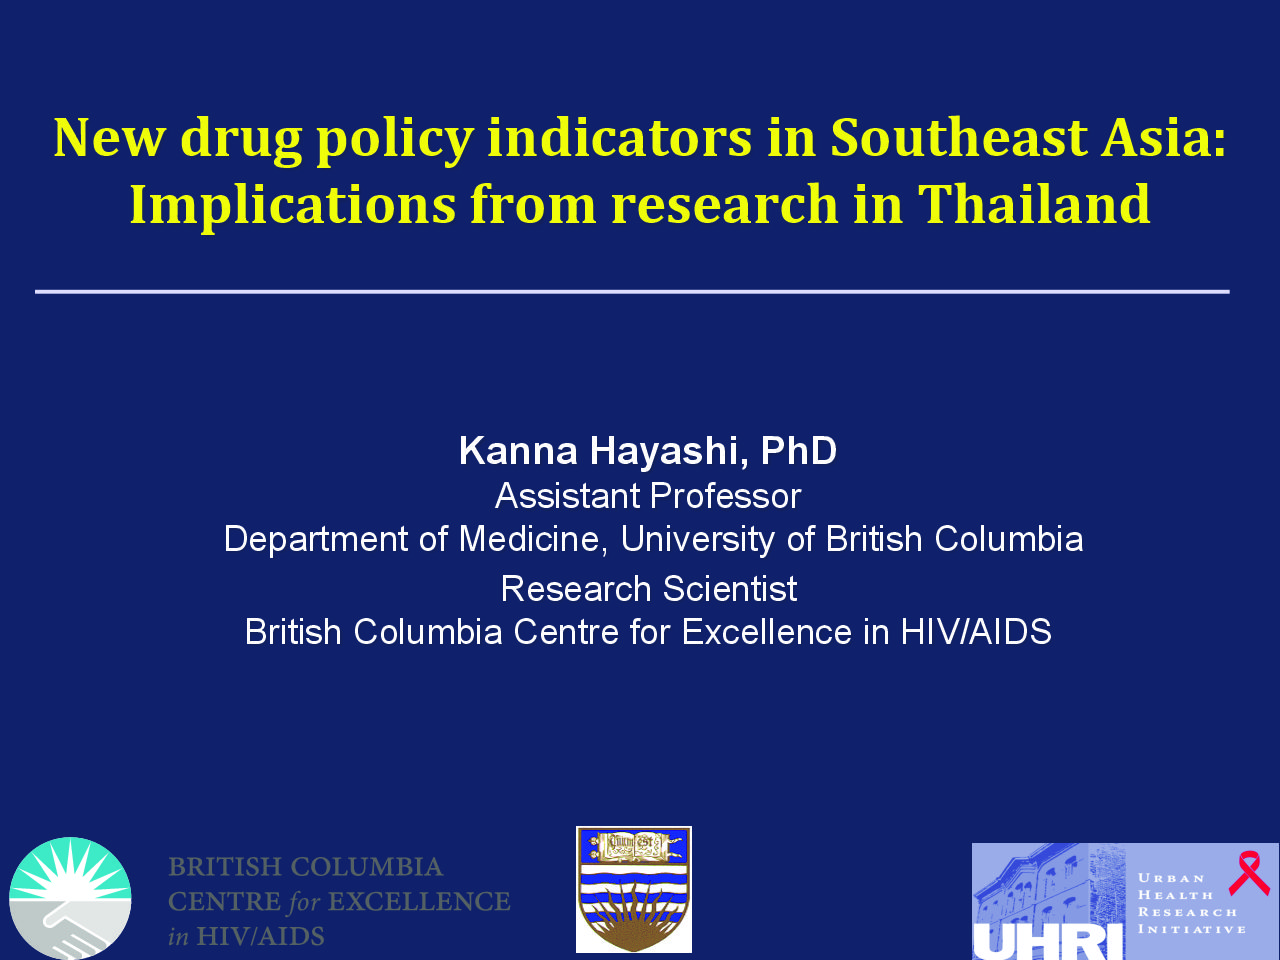 New drug policy indicators in Southeast Asia:
Implications from research in Thailand
Kanna Hayashi, PhD
Assistant Professor
Department of Medicine, University of British Columbia
Research Scientist
British Columbia Centre for Excellence in HIV/AIDS
BRITISH COLUMBIA
CENTRE for EXCELLENCE
in HIV/AIDS
Tuum Est
UHRI
URBAN
HEALTH
RESEARCH
INITIATIVE